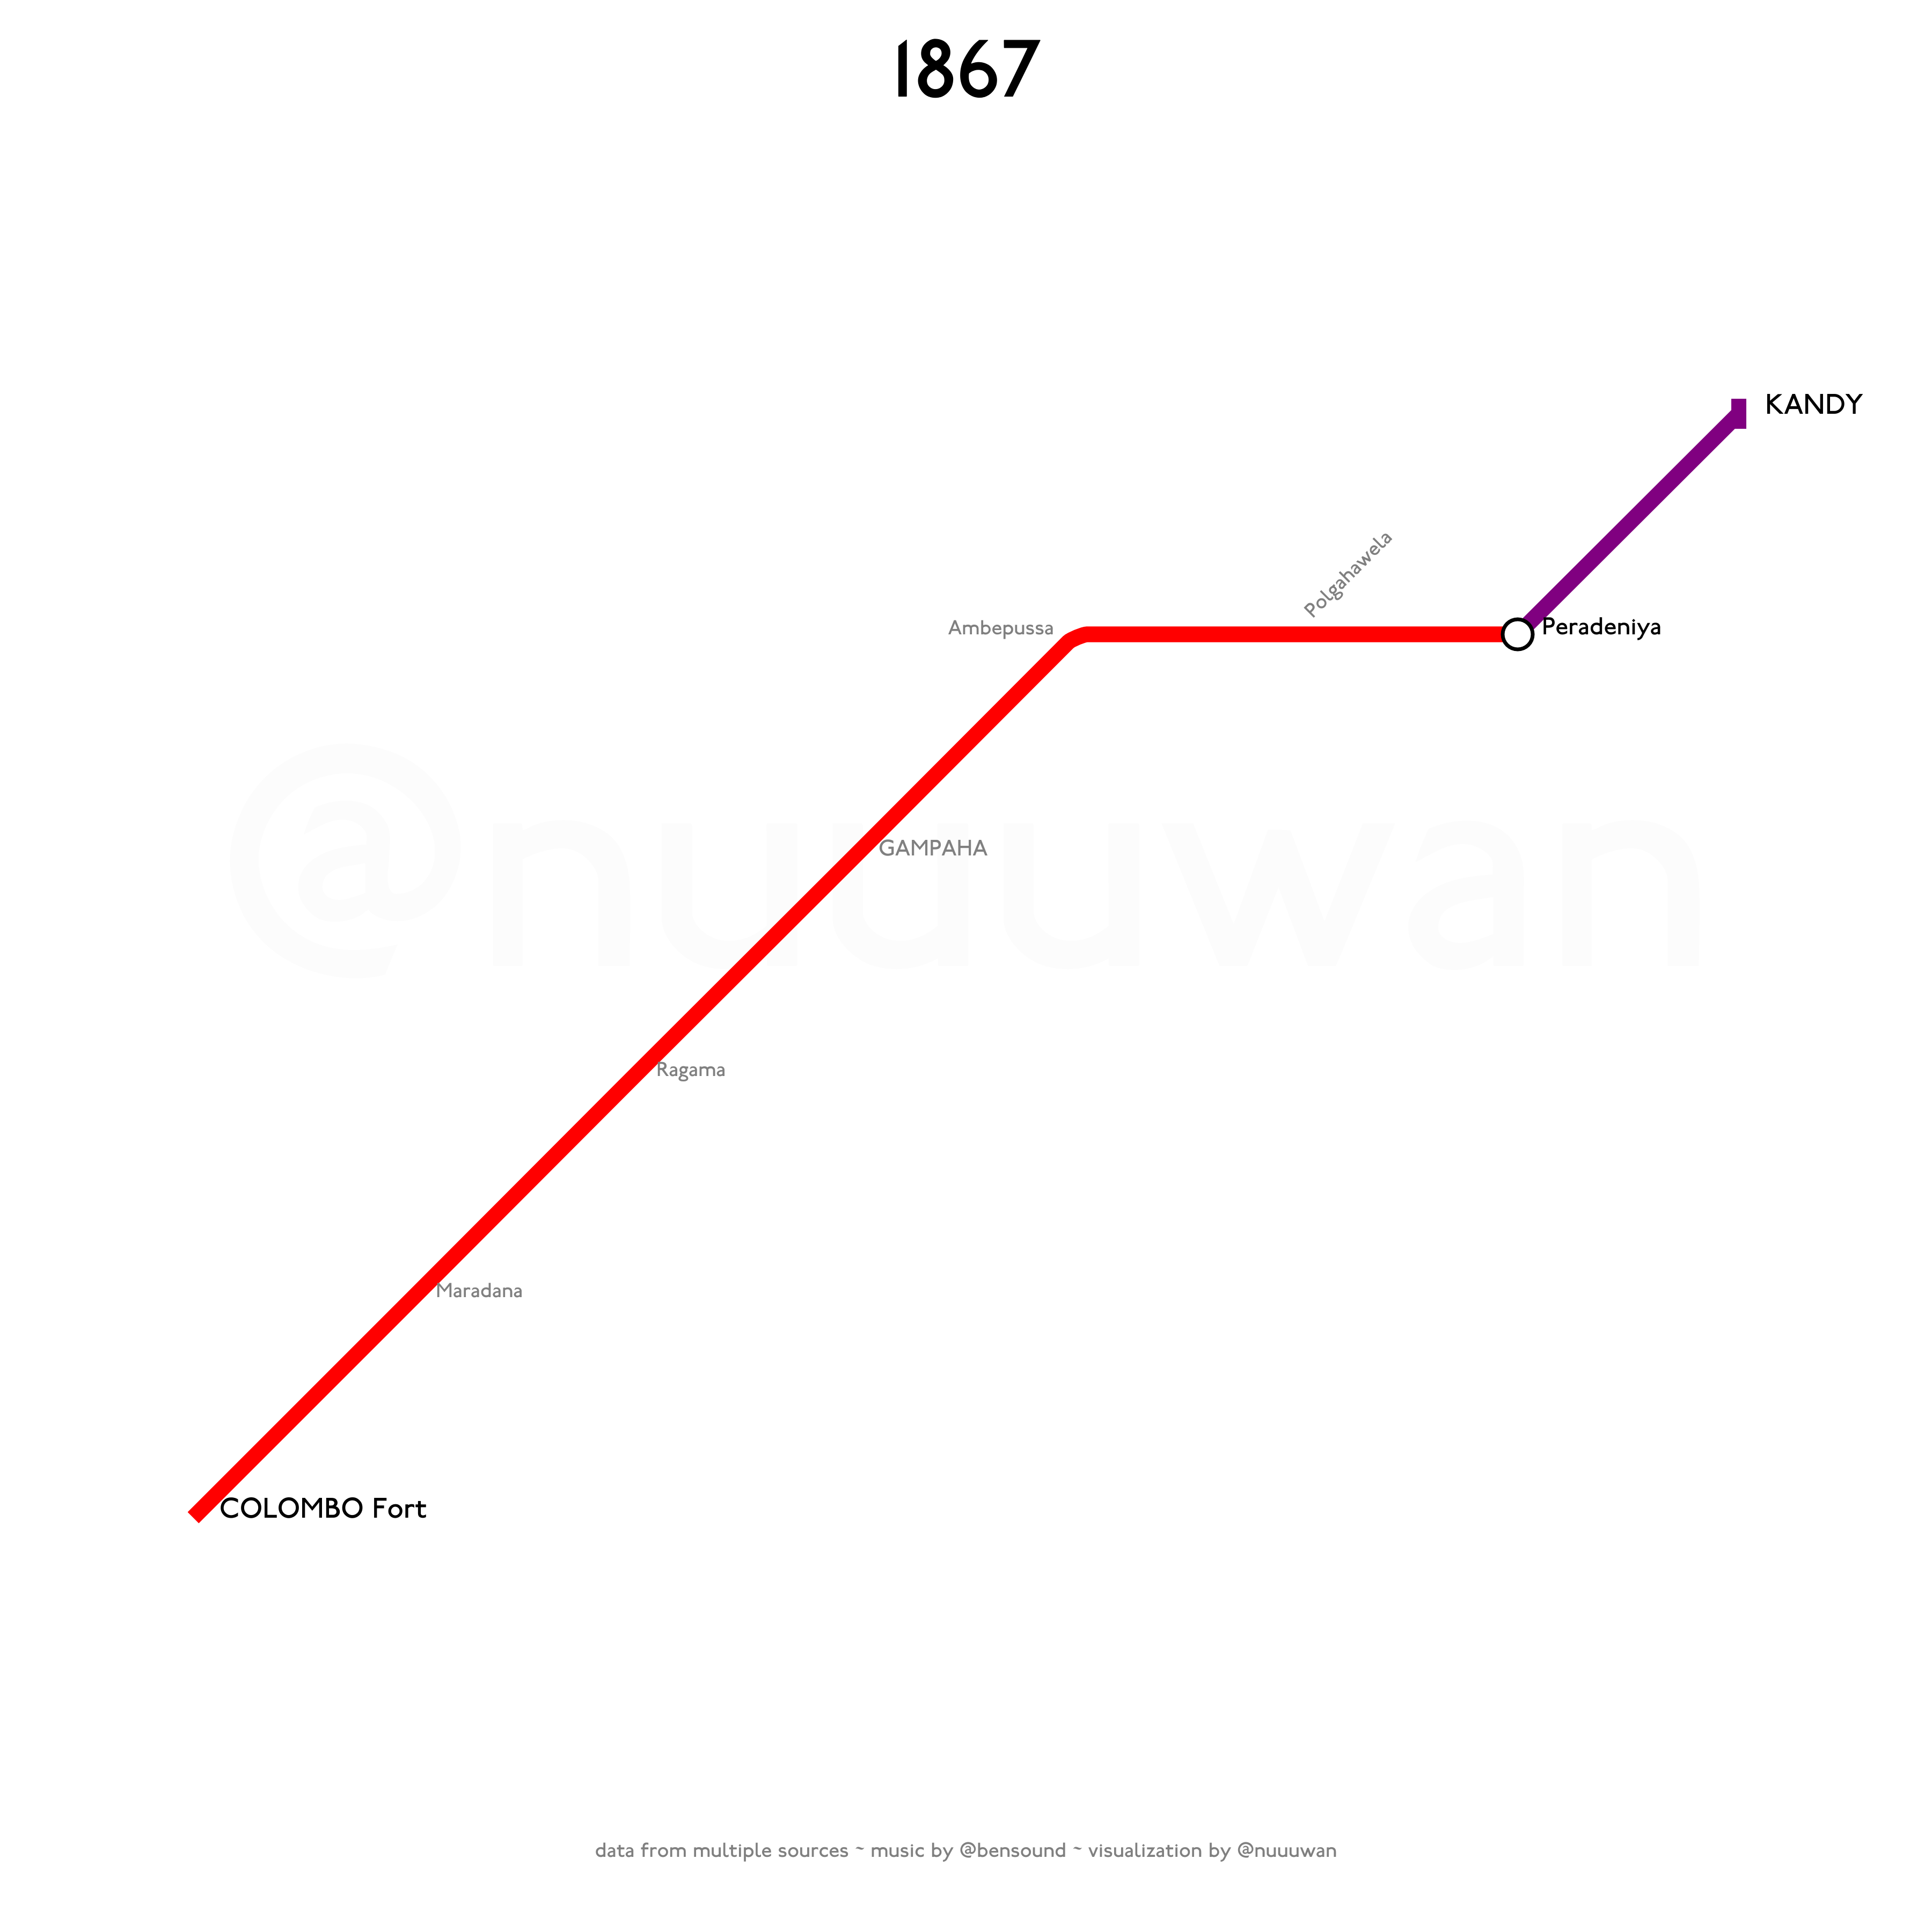 1867
KANDY
Polgahawela
Ambepussa
Peradeniya
GAMPAHA
@nuuuwan
Ragama
Maradana
COLOMBO Fort
data from multiple sources ~ music by @bensound ~ visualization by @nuuuwan